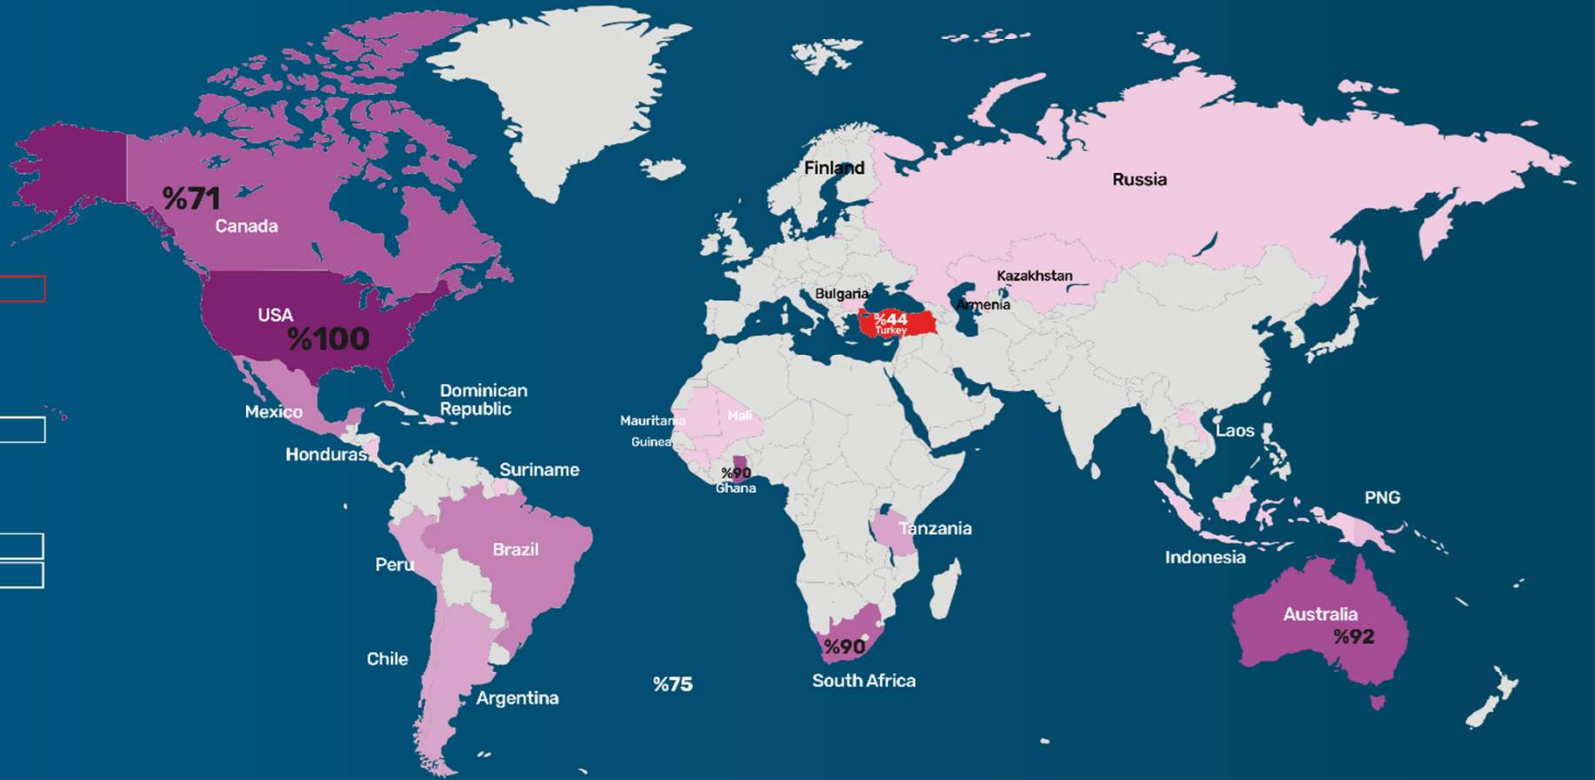 Finland
Russia
%71
Canada
Kazakhstan
Bulgaria
Armenia
USA
%44
Turkey
%100
Dominican
Republic
Mexico
Mauritania
Mali
Laos
Guinea
Honduras
Suriname
%90
Ghana
PNG
Tanzania
Brazil
Indonesia
Peru
Australia
%92
%90
Chile
South Africa
%75
Argentina